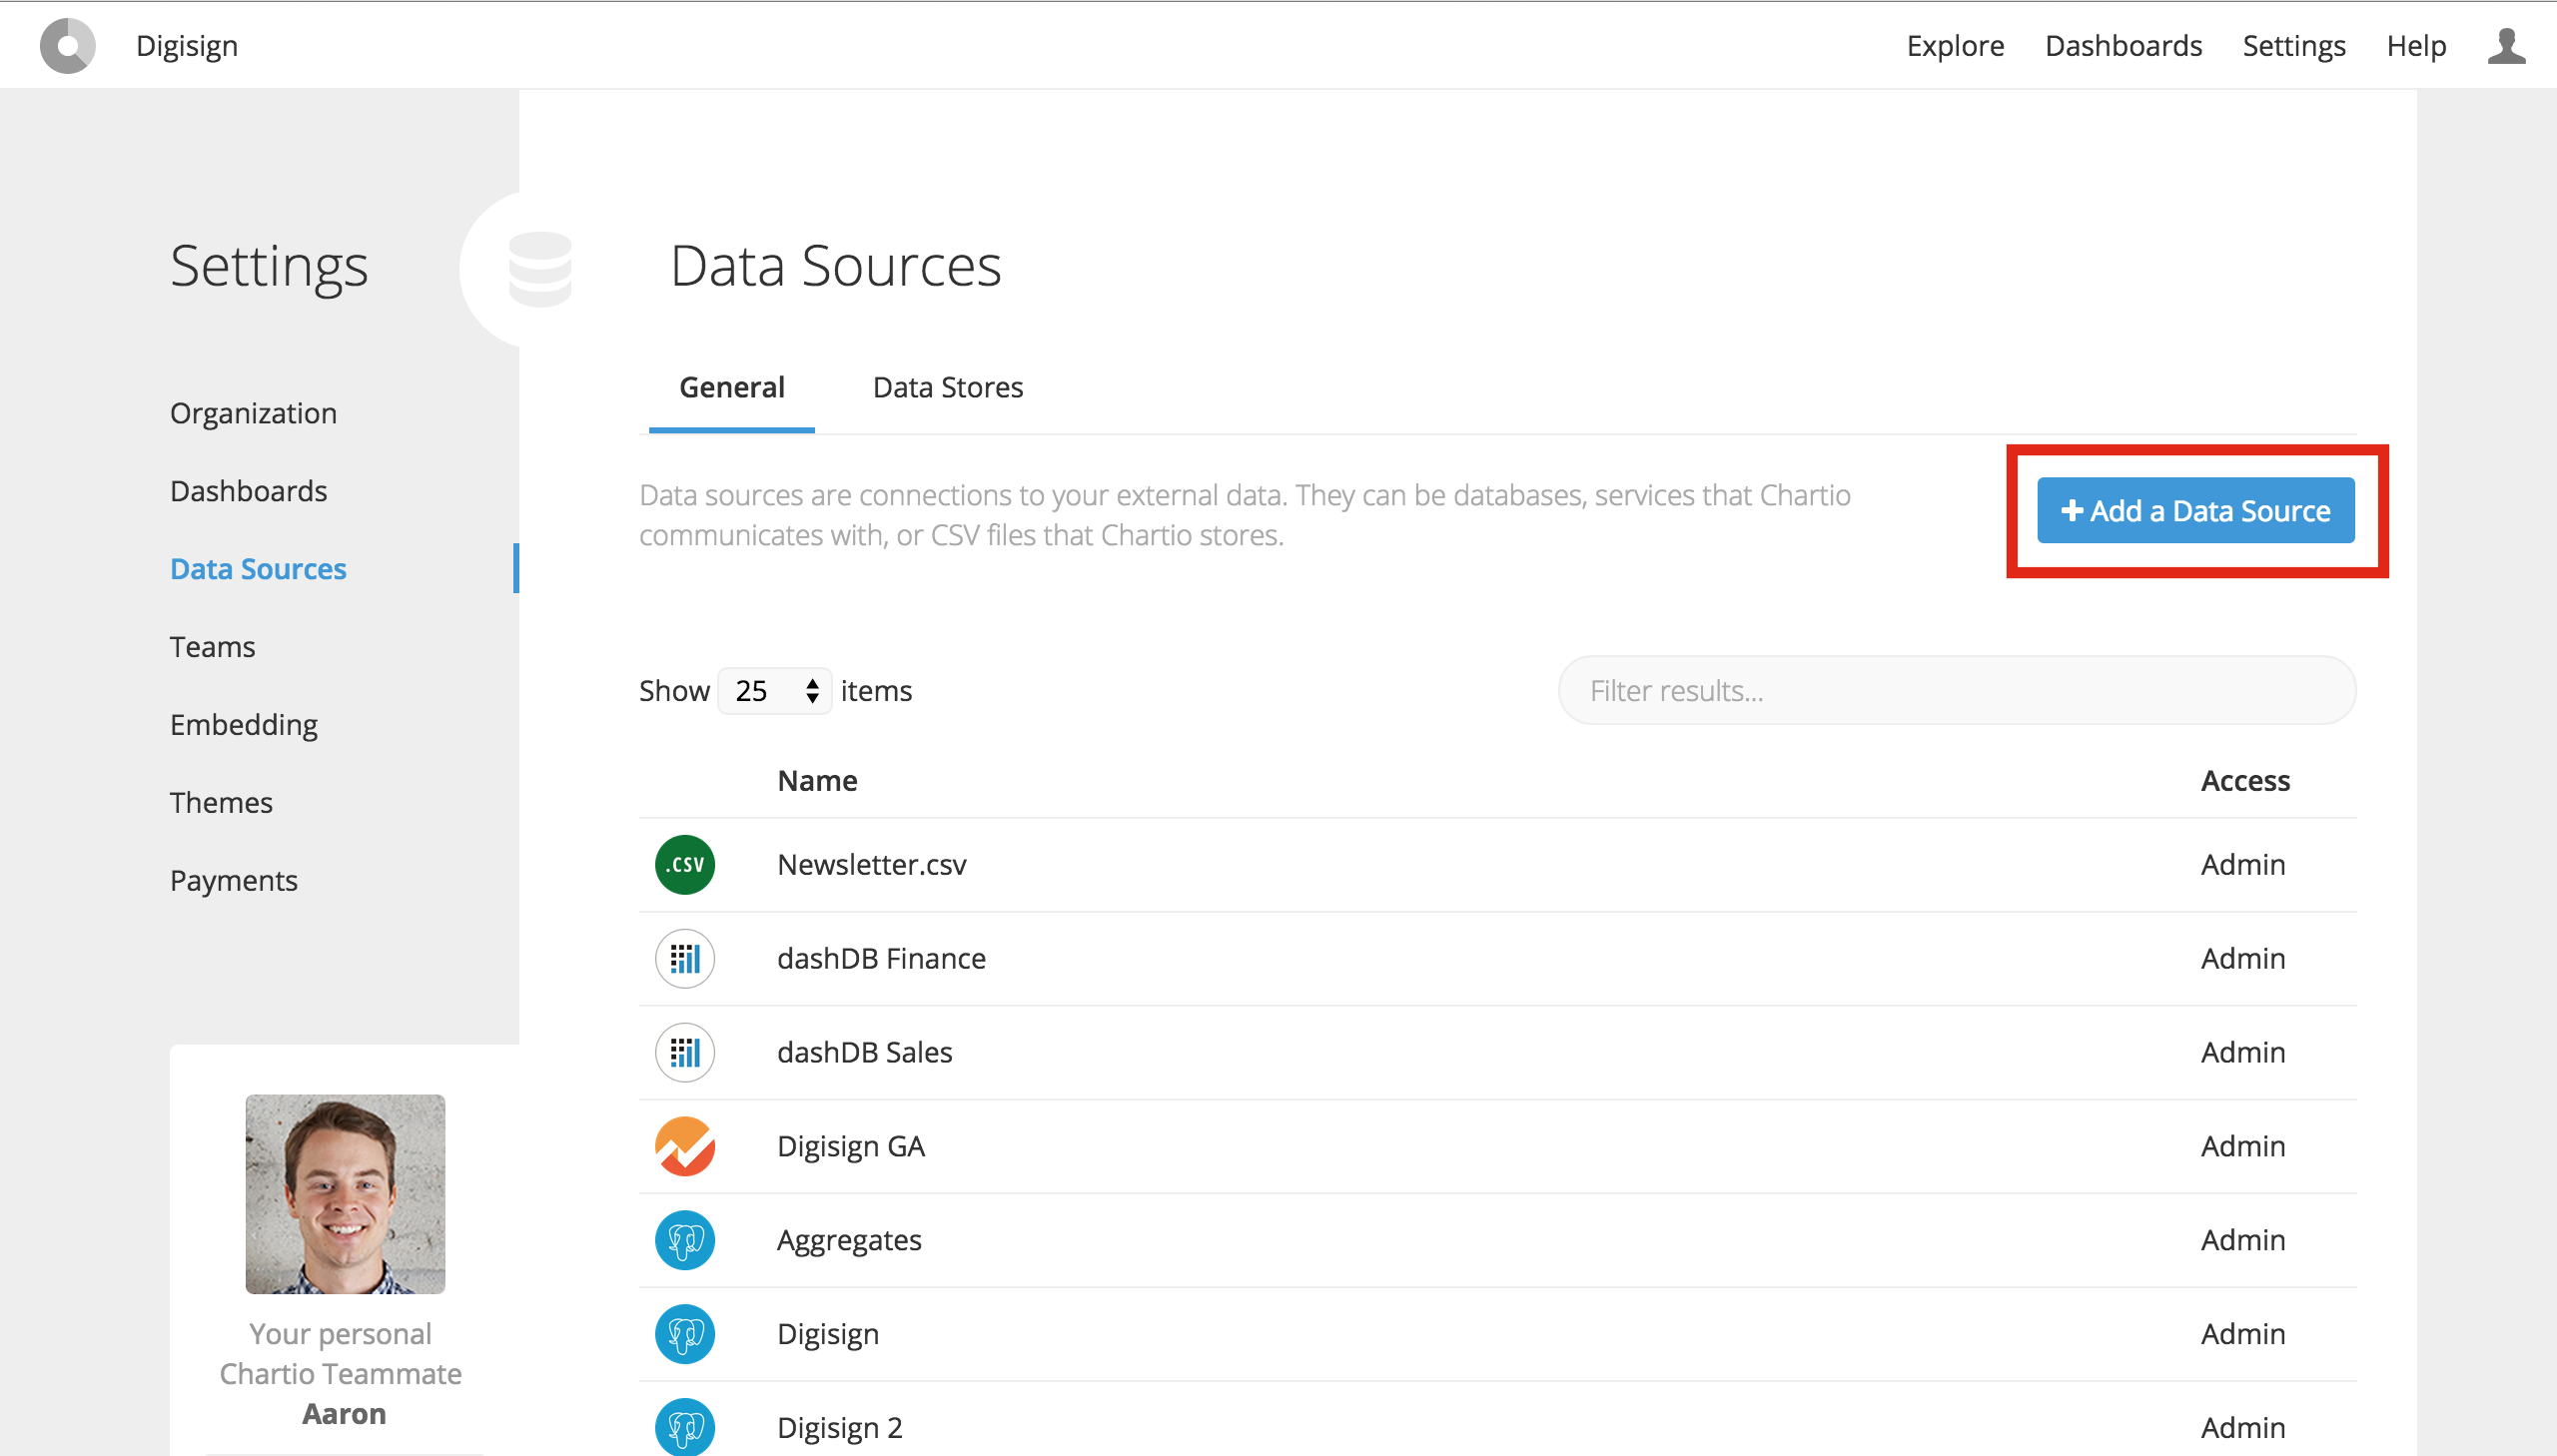 Digisign
Explore Dashboards Settings Help
Settings
Organization
Dashboards
Data Sources
Teams
Embedding
Themes
Payments
Your personal
Chartio Teammate
Aaron
Data Sources
General Data Stores
Data sources are connections to your external data. They can be databases, services that Chartio
communicates with, or CSV files that Chartio stores.
+ Add a Data Source
Show 25 items
Filter results...
Name Access
.CSV Newsletter.csv Admin
dashDB Finance Admin
dashDB Sales Admin
Digisign GA Admin
Aggregates Admin
Digisign Admin
Digisign 2 Admin